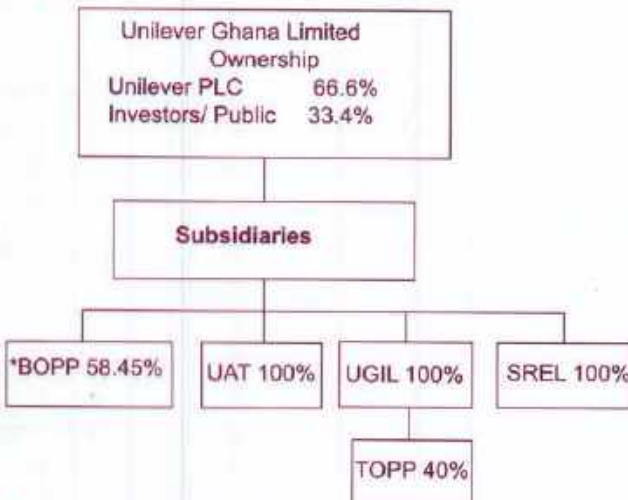 Unilever Ghana Limited
Ownership
Unilever PLC 66.6%
Investors/ Public 33.4%
Subsidiaries
*BOPP 58.45%
UAT 100%
UGIL 100%
SREL 100%
TOPP 40%